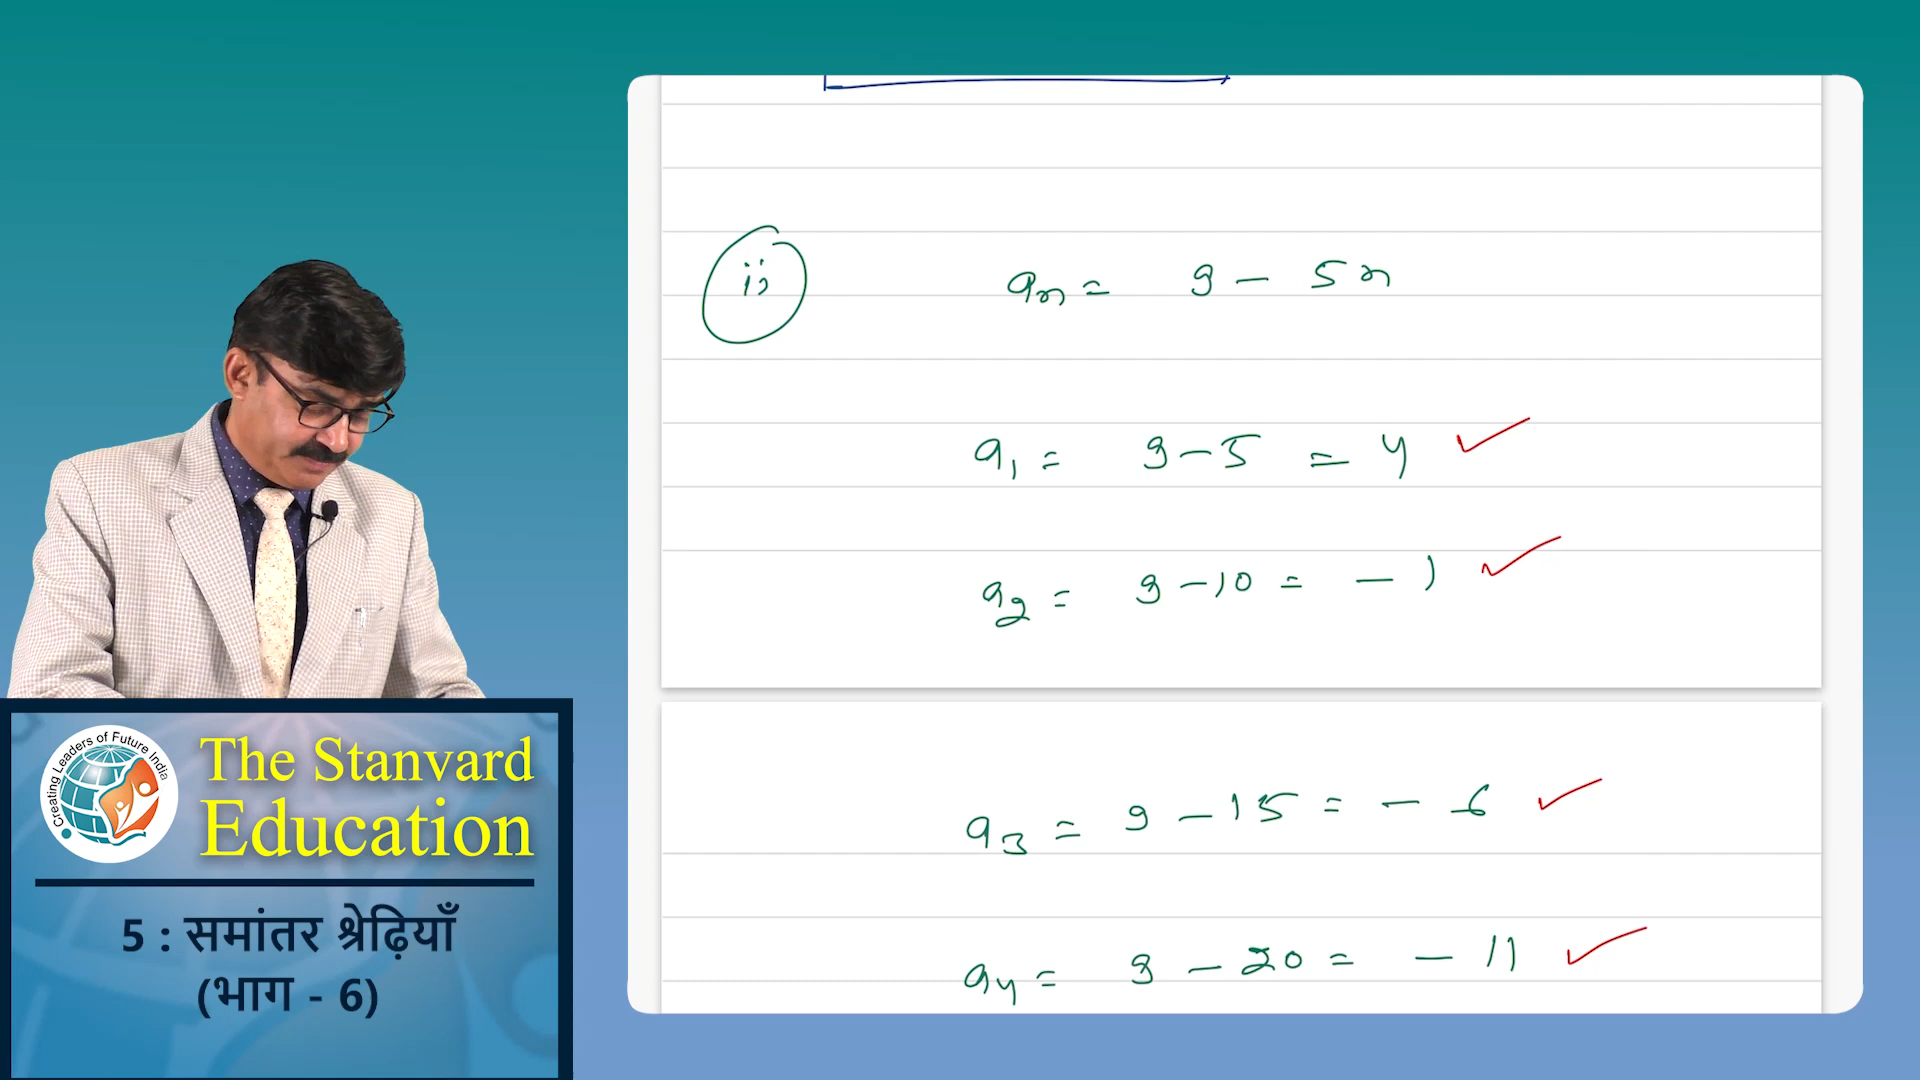 ii)
aₙ = 9 - 5n
a₁ = 9 - 5 = 4 ✓
a₂ = 9 - 10 = - 1 ✓
a₃ = 9 - 15 = - 6 ✓
a₄ = 9 - 20 = - 11 ✓
Creating Leaders of Future India
The Stanvard
Education
5 : समांतर श्रेढ़ियाँ
(भाग - 6)